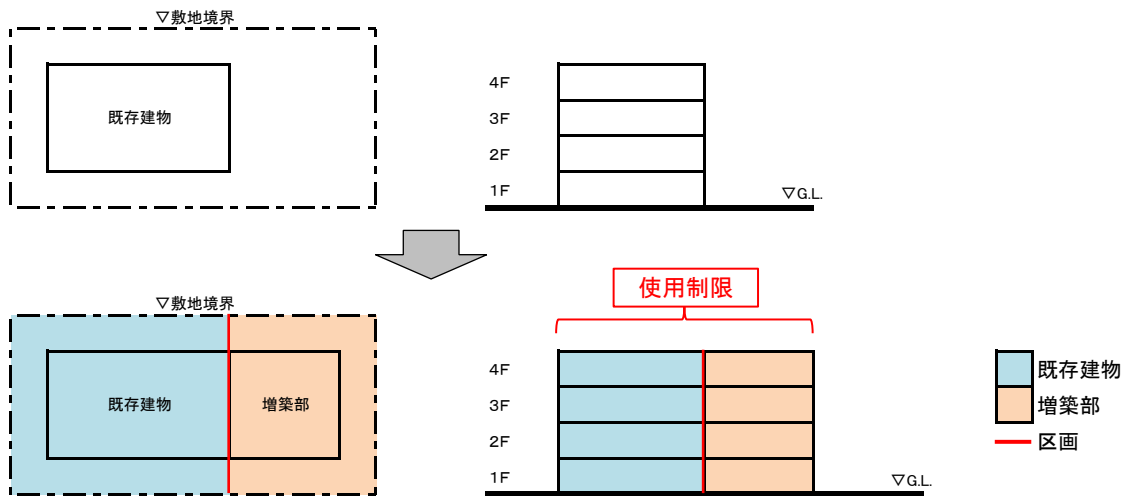 ▽敷地境界
既存建物
4F
3F
2F
1F
▽G.L.
▽敷地境界
既存建物
増築部
使用制限
4F
3F
2F
1F
▽G.L.
既存建物
増築部
区画